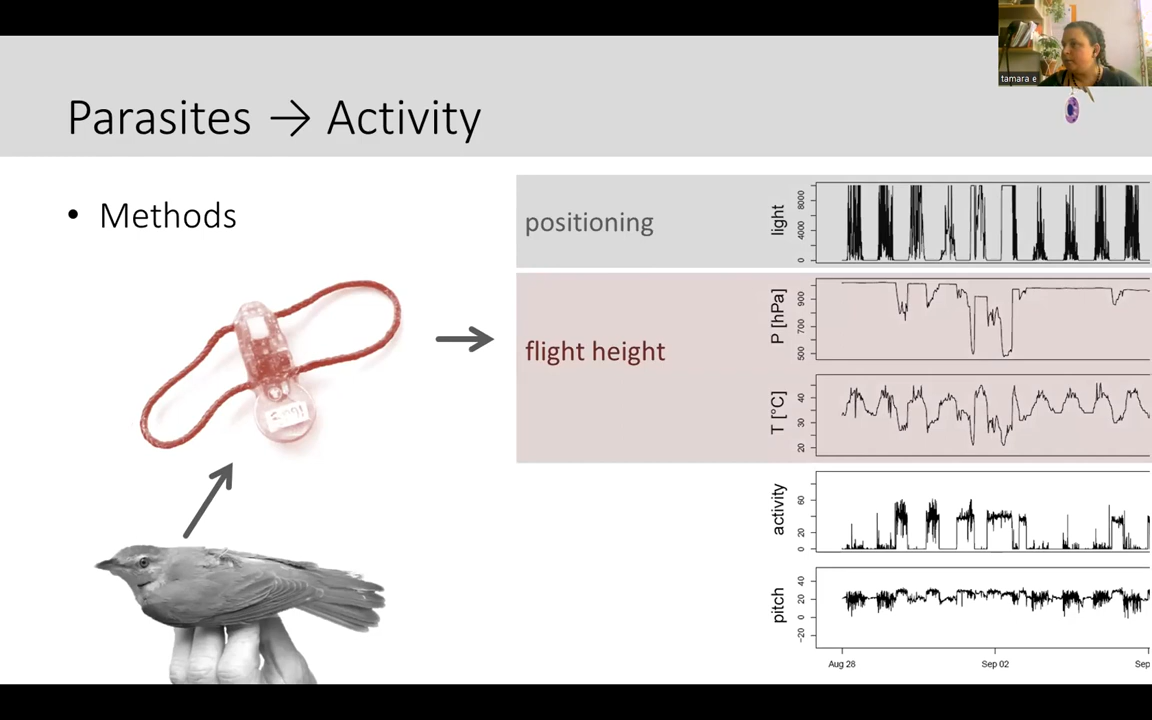 tamara e
Parasites → Activity
• Methods
positioning
light
0 4000 8000
flight height
P [hPa]
500 700 900
T [°C]
20 30 40
activity
0 20 60
pitch
−20 0 20 40
Aug 28 Sep 02 Sep